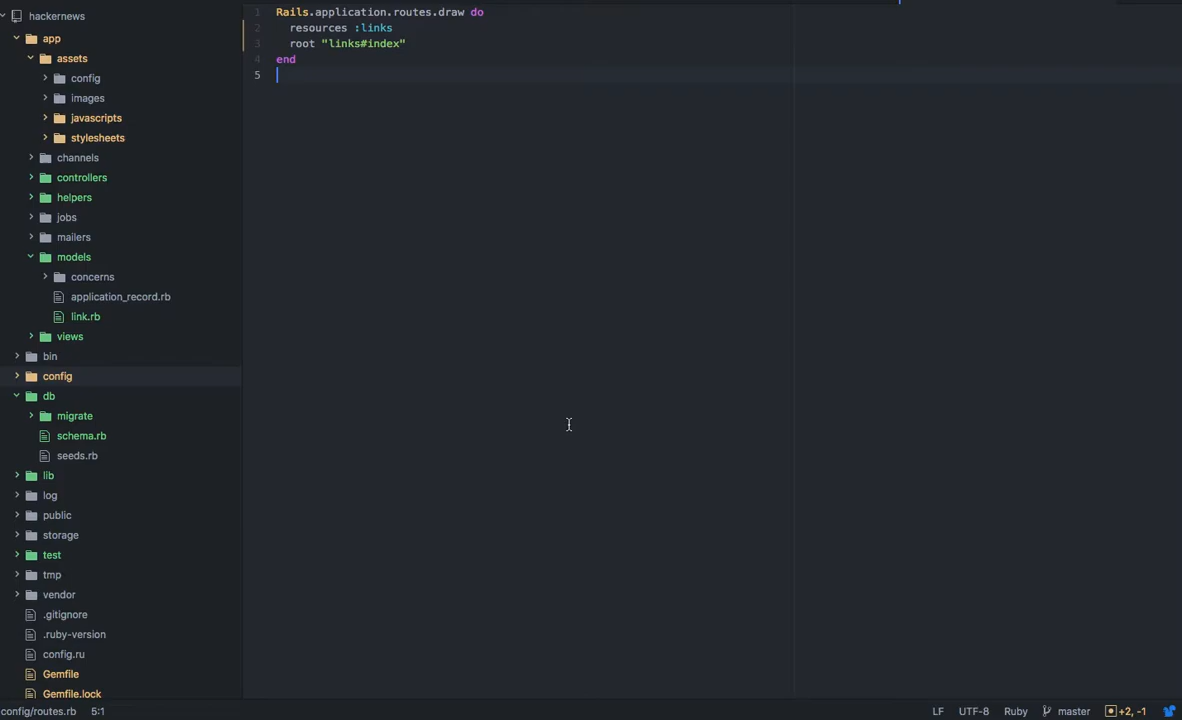 hackernews
app
assets
config
images
javascripts
stylesheets
channels
controllers
helpers
jobs
mailers
models
concerns
application_record.rb
link.rb
views
bin
config
db
migrate
schema.rb
seeds.rb
lib
log
public
storage
test
tmp
vendor
.gitignore
.ruby-version
config.ru
Gemfile
Gemfile.lock
1 Rails.application.routes.draw do
2 resources :links
3 root "links#index"
4 end
5
config/routes.rb 5:1 LF UTF-8 Ruby master +2, -1